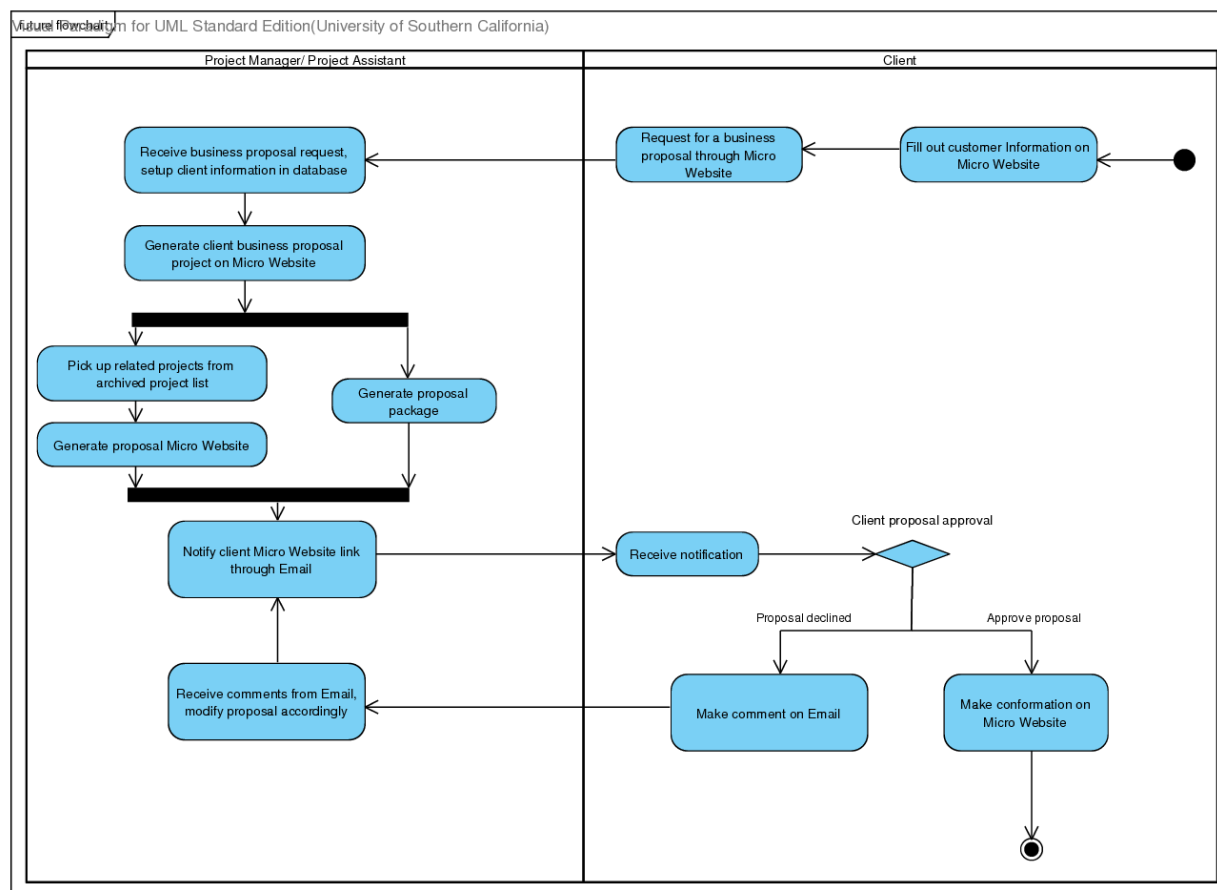 future flowchart
Visual Paradigm for UML Standard Edition(University of Southern California)
Project Manager/ Project Assistant
Client
Receive business proposal request,
setup client information in database
Request for a business
proposal through Micro
Website
Fill out customer Information on
Micro Website
Generate client business proposal
project on Micro Website
Pick up related projects from
archived project list
Generate proposal
package
Generate proposal Micro Website
Notify client Micro Website link
through Email
Receive notification
Client proposal approval
Proposal declined
Approve proposal
Receive comments from Email,
modify proposal accordingly
Make comment on Email
Make conformation on
Micro Website